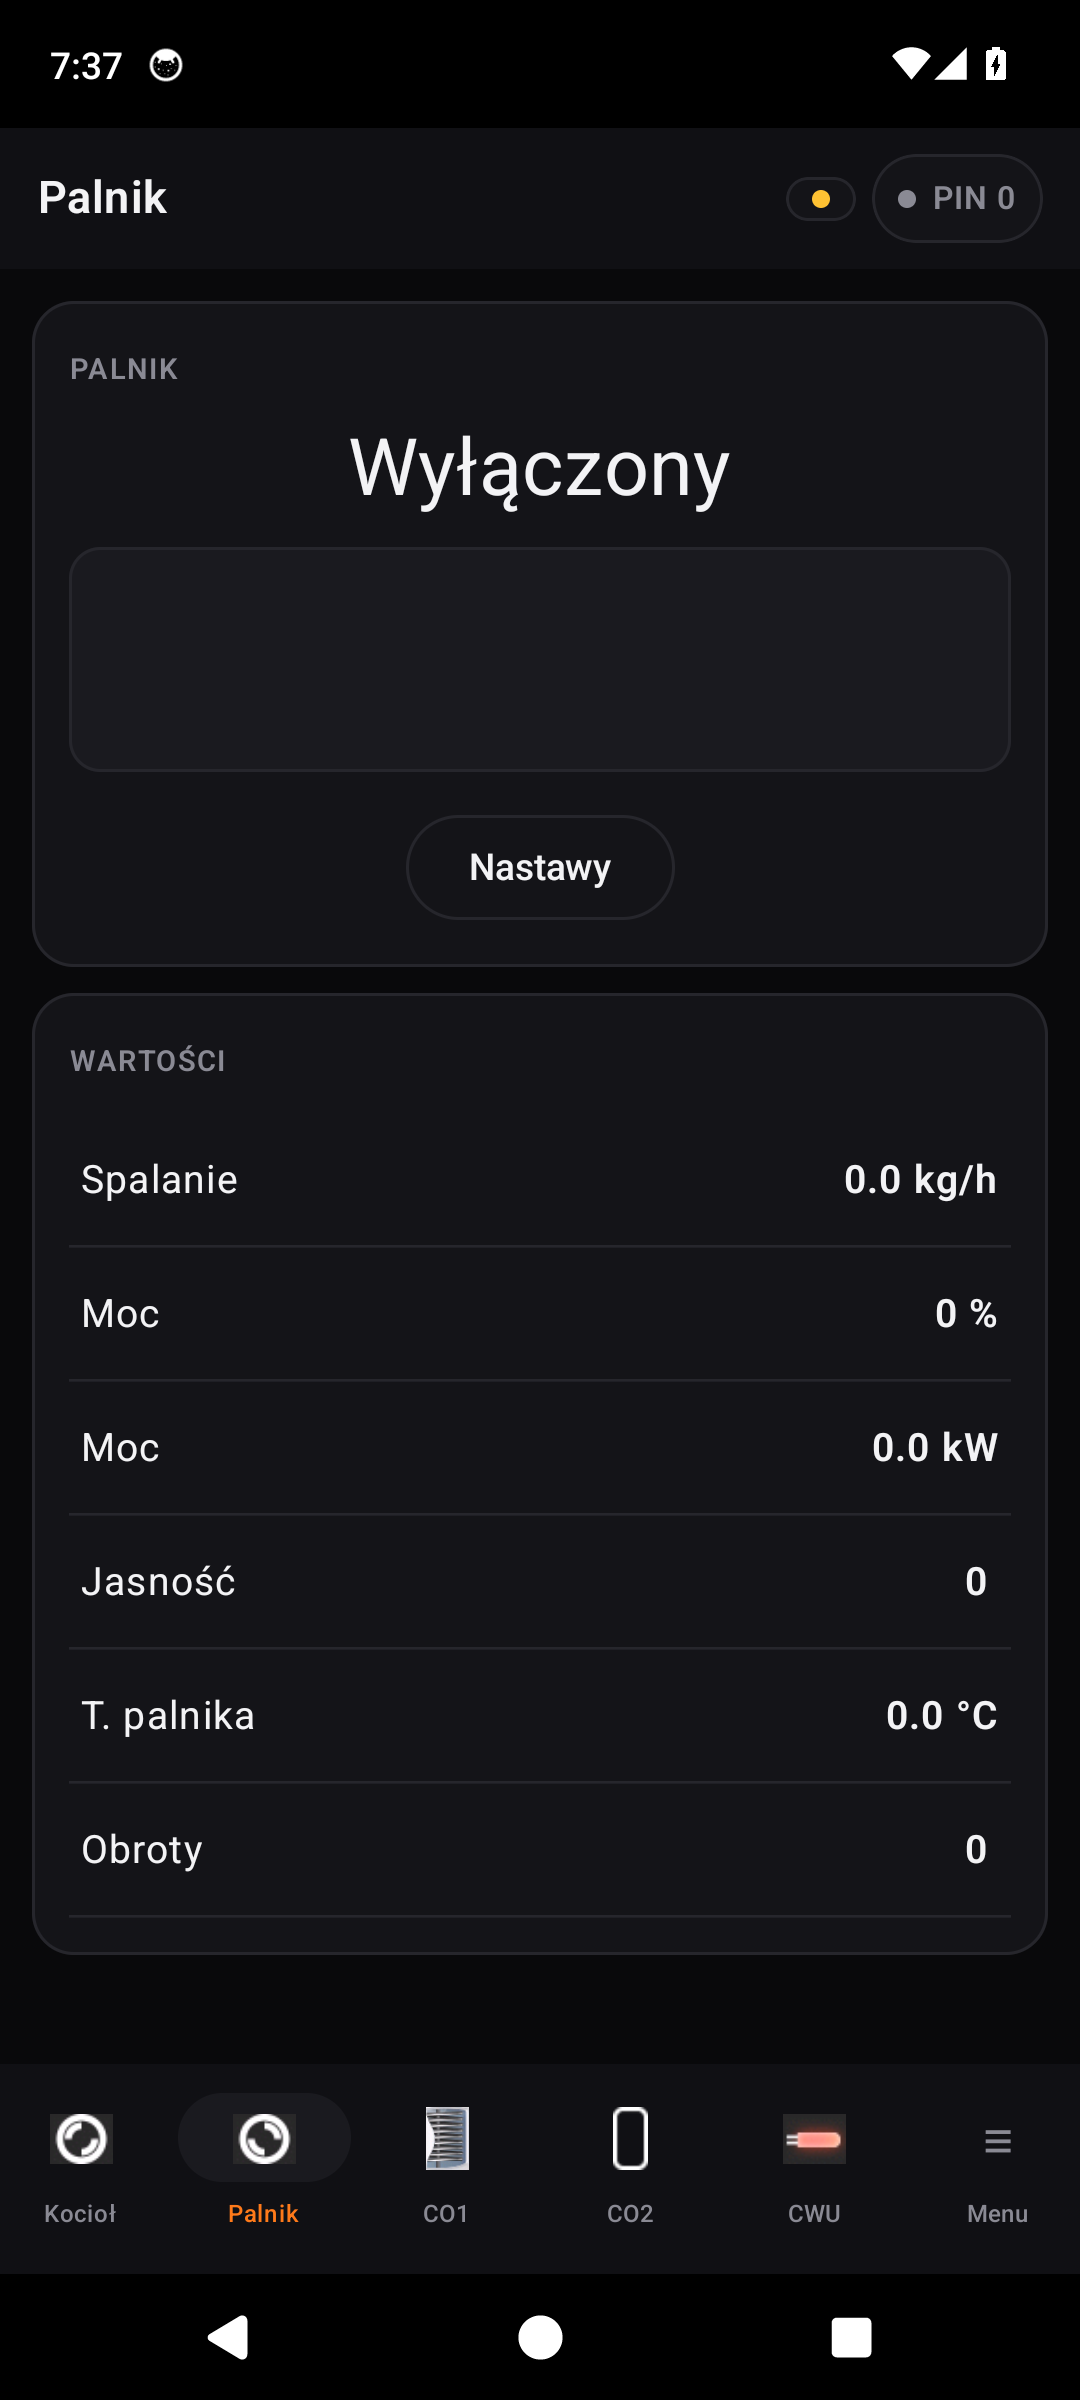 7:37
Palnik
PIN 0
PALNIK
Wyłączony
Nastawy
WARTOŚCI
Spalanie 0.0 kg/h
Moc 0 %
Moc 0.0 kW
Jasność 0
T. palnika 0.0 °C
Obroty 0
Kocioł Palnik CO1 CO2 CWU Menu